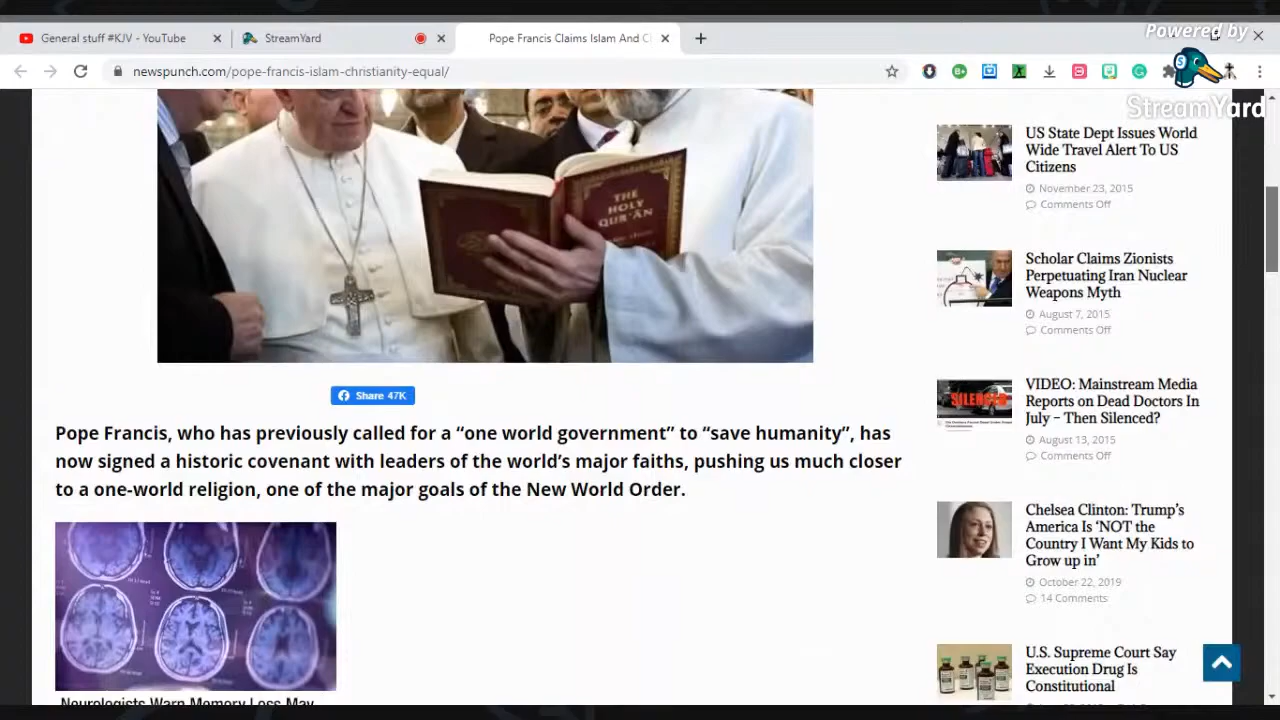 Powered by
General stuff #KJV - YouTube
StreamYard
Pope Francis Claims Islam And C
newspunch.com/pope-francis-idam-christianity-equal/
StreamYard
THE
HOLY
QUR'ÂN
Share 47K
Pope Francis, who has previously called for a “one world government” to “save humanity”, has
now signed a historic covenant with leaders of the world’s major faiths, pushing us much closer
to a one-world religion, one of the major goals of the New World Order.
Neurologists Warn Memory Loss May
US State Dept Issues World
Wide Travel Alert To US
Citizens
November 23, 2015
Comments Off
Scholar Claims Zionists
Perpetuating Iran Nuclear
Weapons Myth
August 7, 2015
Comments Off
SILENCED
VIDEO: Mainstream Media
Reports on Dead Doctors In
July – Then Silenced?
August 13, 2015
Comments Off
Chelsea Clinton: Trump’s
America Is ‘NOT the
Country I Want My Kids to
Grow up in’
October 22, 2019
14 Comments
U.S. Supreme Court Say
Execution Drug Is
Constitutional